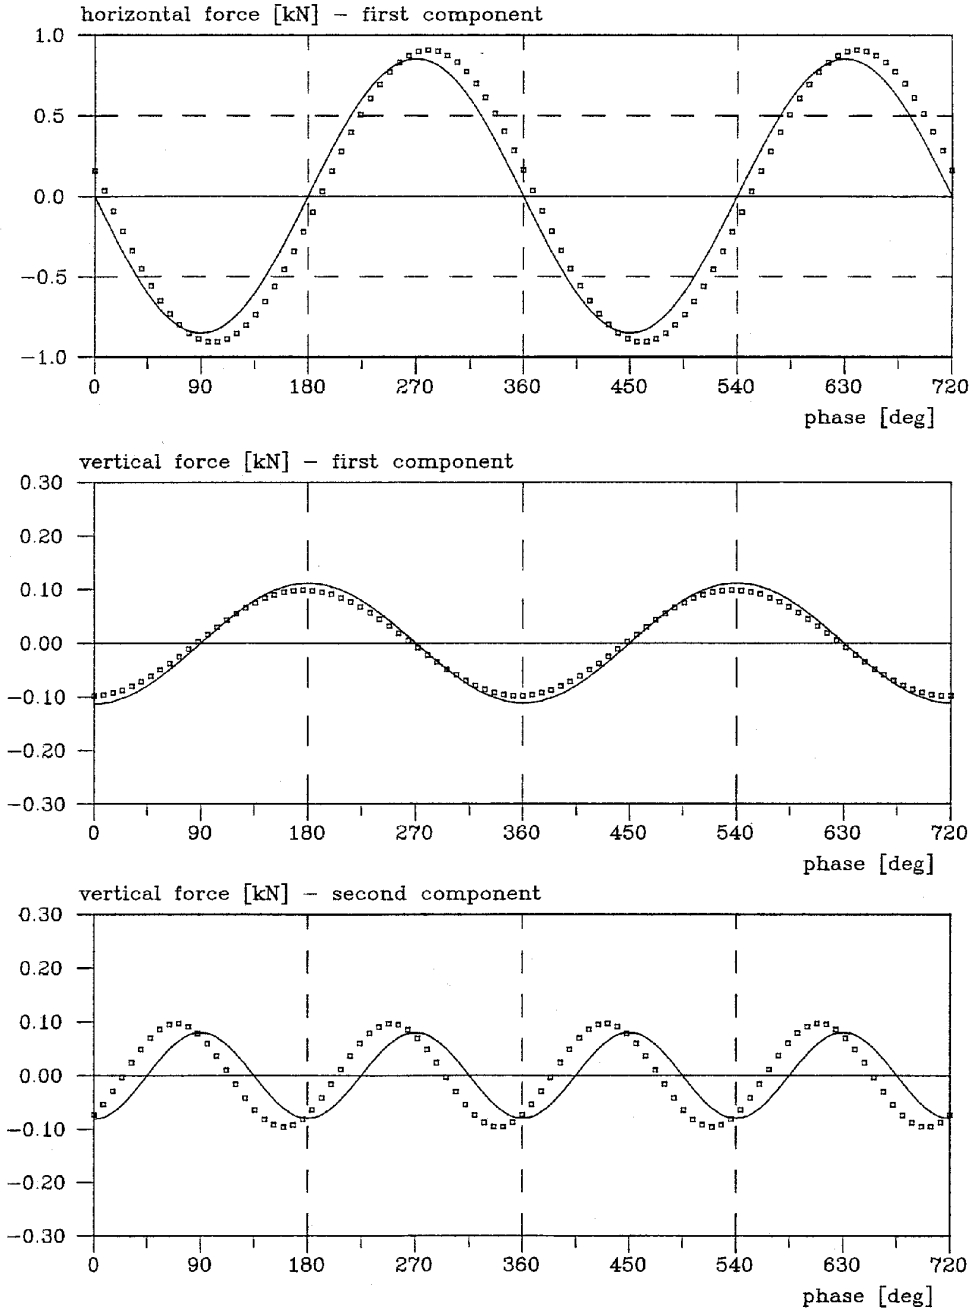 horizontal force [kN] – first component
1.0
0.5
0.0
−0.5
−1.0
0 90 180 270 360 450 540 630 720
phase [deg]
vertical force [kN] – first component
0.30
0.20
0.10
0.00
−0.10
−0.20
−0.30
0 90 180 270 360 450 540 630 720
phase [deg]
vertical force [kN] – second component
0.30
0.20
0.10
0.00
−0.10
−0.20
−0.30
0 90 180 270 360 450 540 630 720
phase [deg]